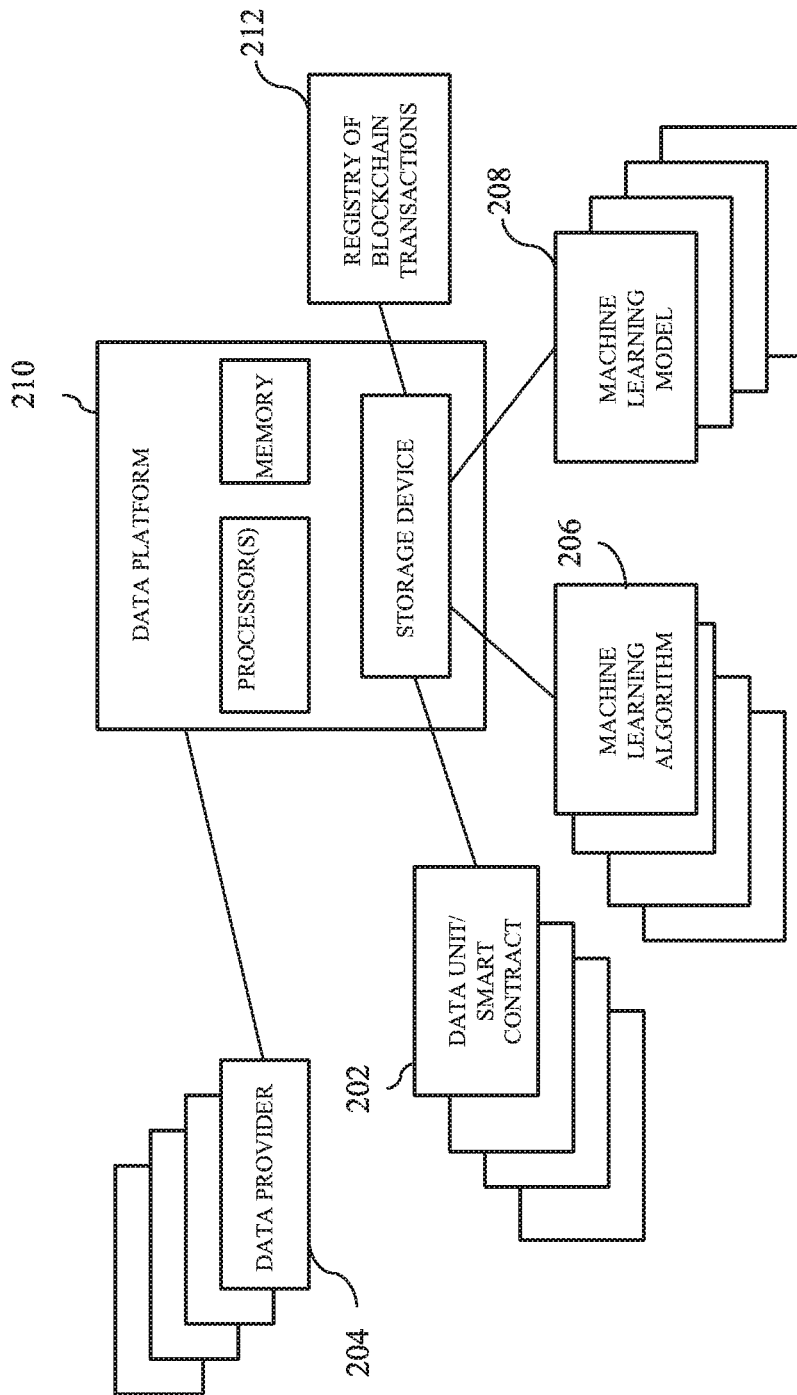 210
DATA PLATFORM
PROCESSOR(S)
MEMORY
STORAGE DEVICE
212
REGISTRY OF
BLOCKCHAIN
TRANSACTIONS
204
DATA PROVIDER
202
DATA UNIT/
SMART
CONTRACT
206
MACHINE
LEARNING
ALGORITHM
208
MACHINE
LEARNING
MODEL